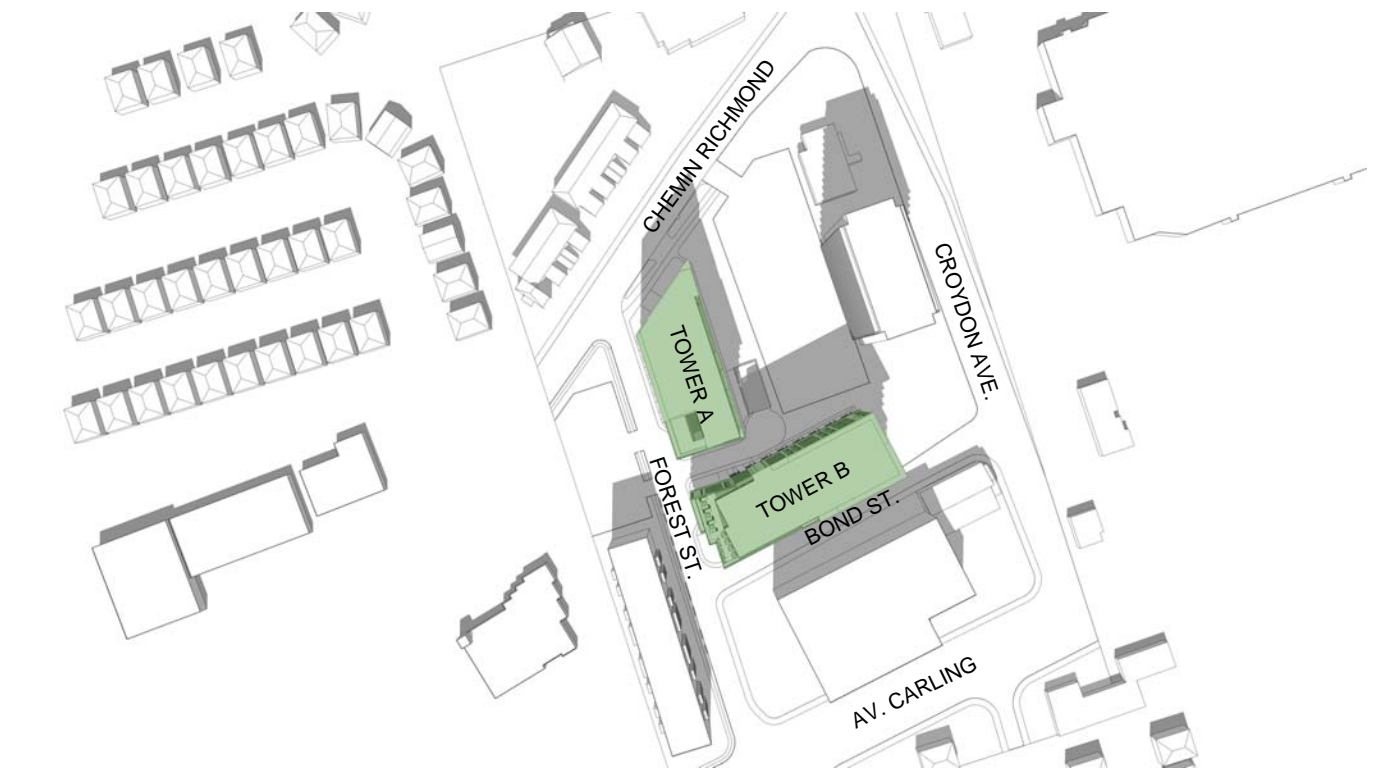 CHEMIN RICHMOND
CROYDON AVE.
TOWER A
FOREST ST.
TOWER B
BOND ST.
AV. CARLING